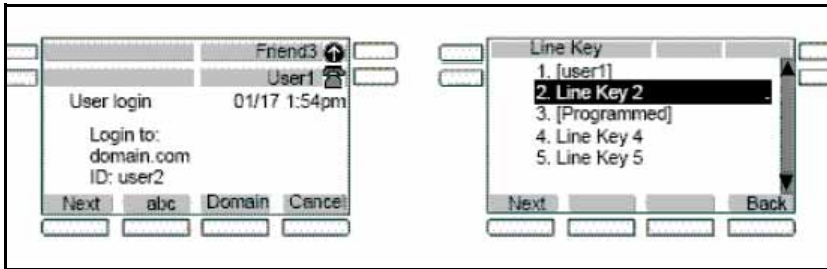 Friend3
User1
User login 01/17 1:54pm
Login to:
domain.com
ID: user2
Next abc Domain Cancel
Line Key
1. [user1]
2. Line Key 2
3. [Programmed]
4. Line Key 4
5. Line Key 5
Next Back